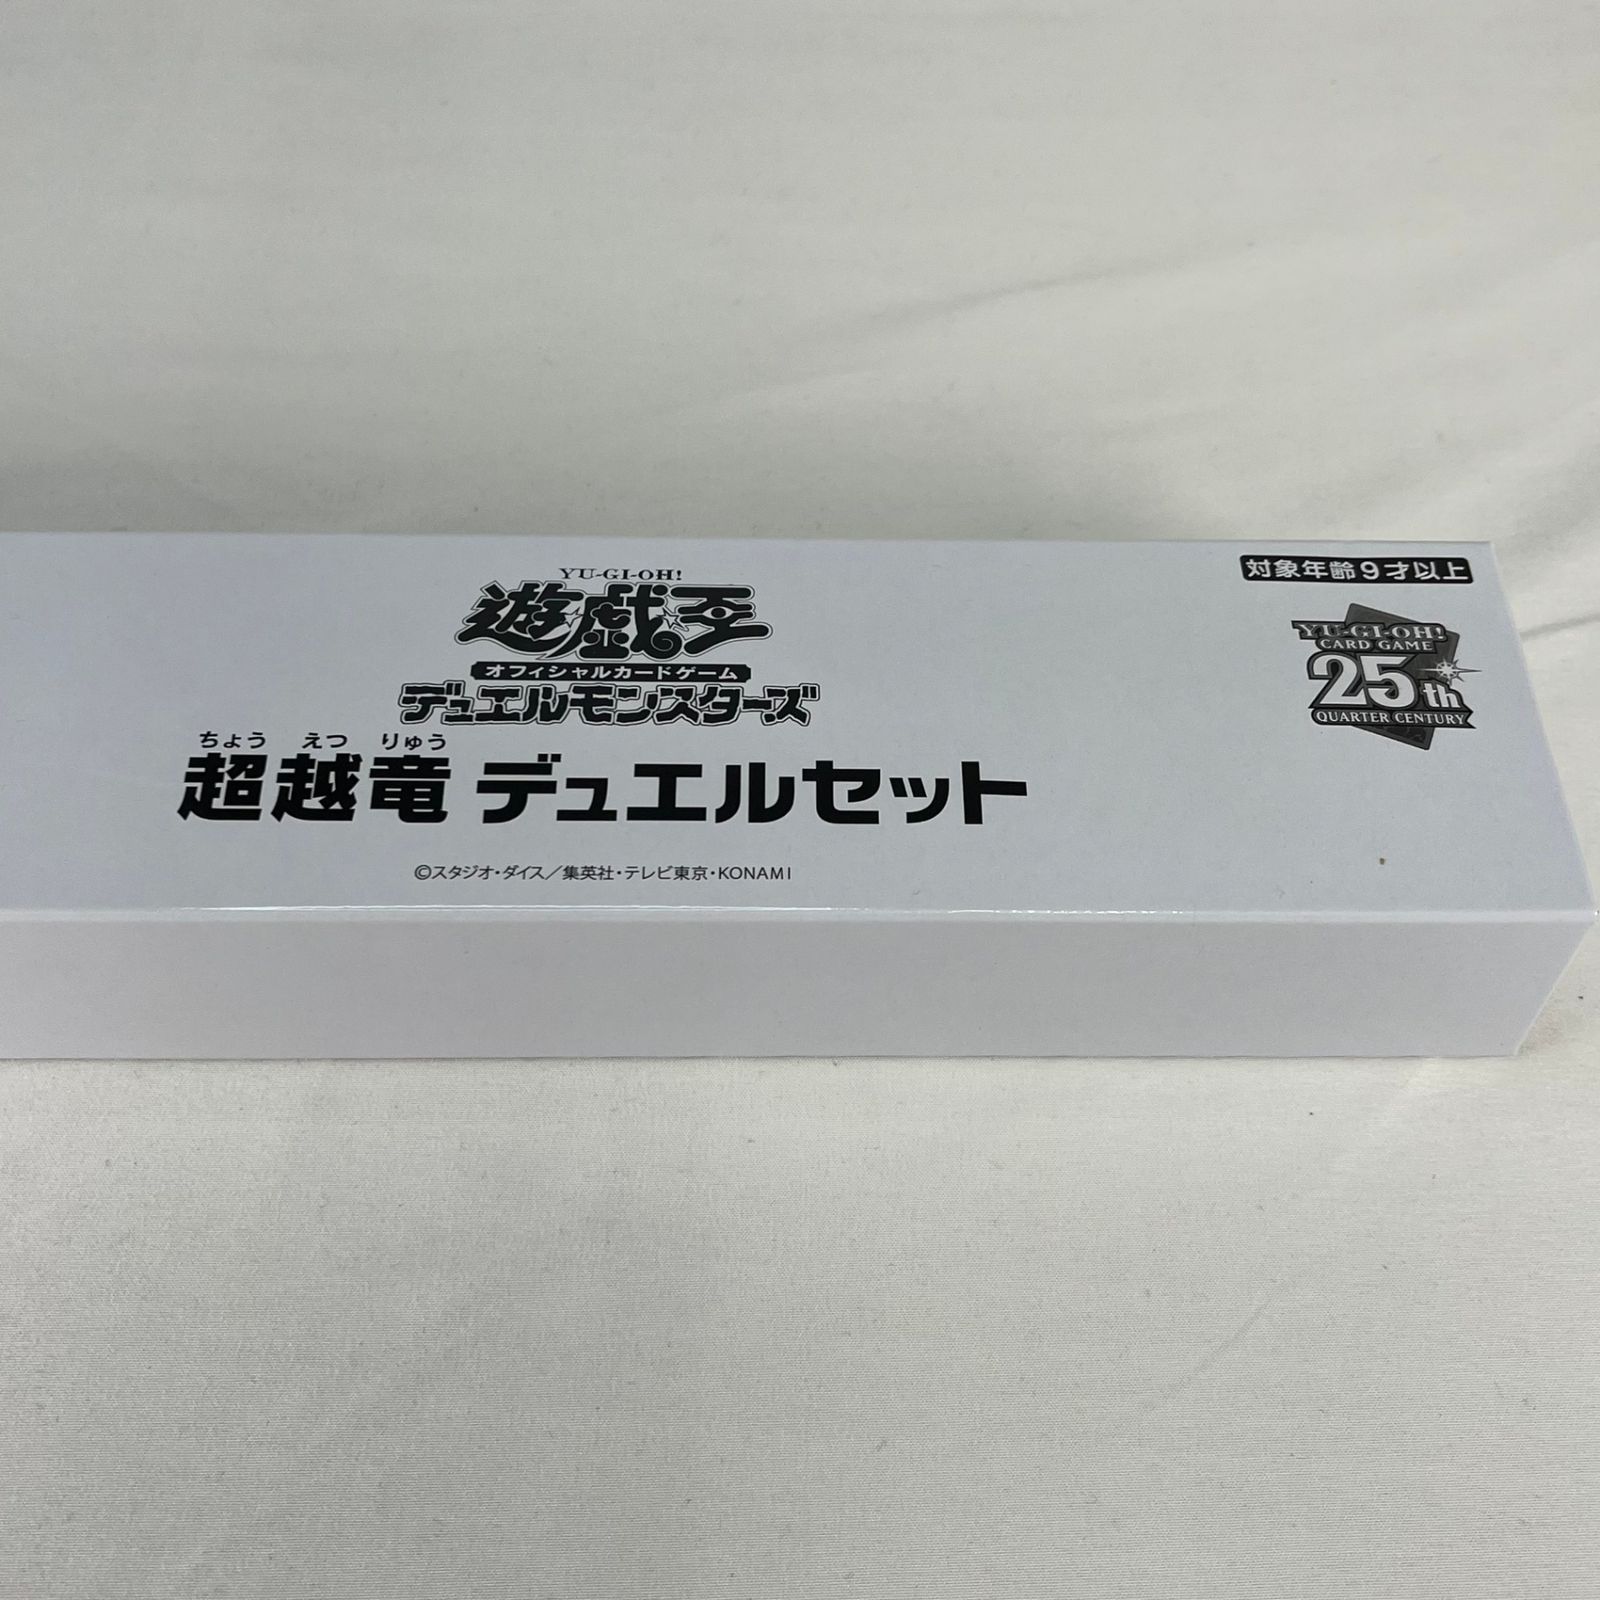 対象年齢9才以上
YU-GI-OH!
遊戯王
オフィシャルカードゲーム
デュエルモンスターズ
YU-GI-OH!
CARD GAME
25th
QUARTER CENTURY
ちょう えつ りゅう
超越竜 デュエルセット
©スタジオ・ダイス／集英社・テレビ東京・KONAMI